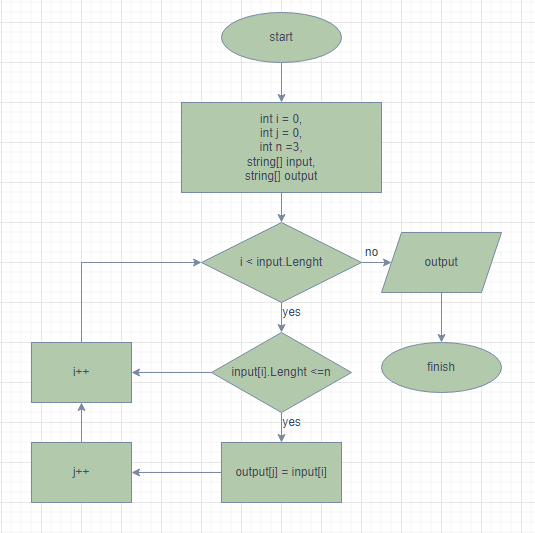 start
int i = 0,
int j = 0,
int n =3,
string[] input,
string[] output
i < input.Lenght
no
output
yes
i++
input[i].Lenght <=n
finish
yes
j++
output[j] = input[i]